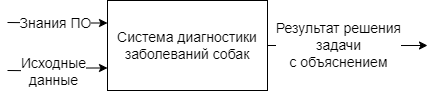 Знания ПО
Исходные
данные
Система диагностики
заболеваний собак
Результат решения
задачи
с объяснением